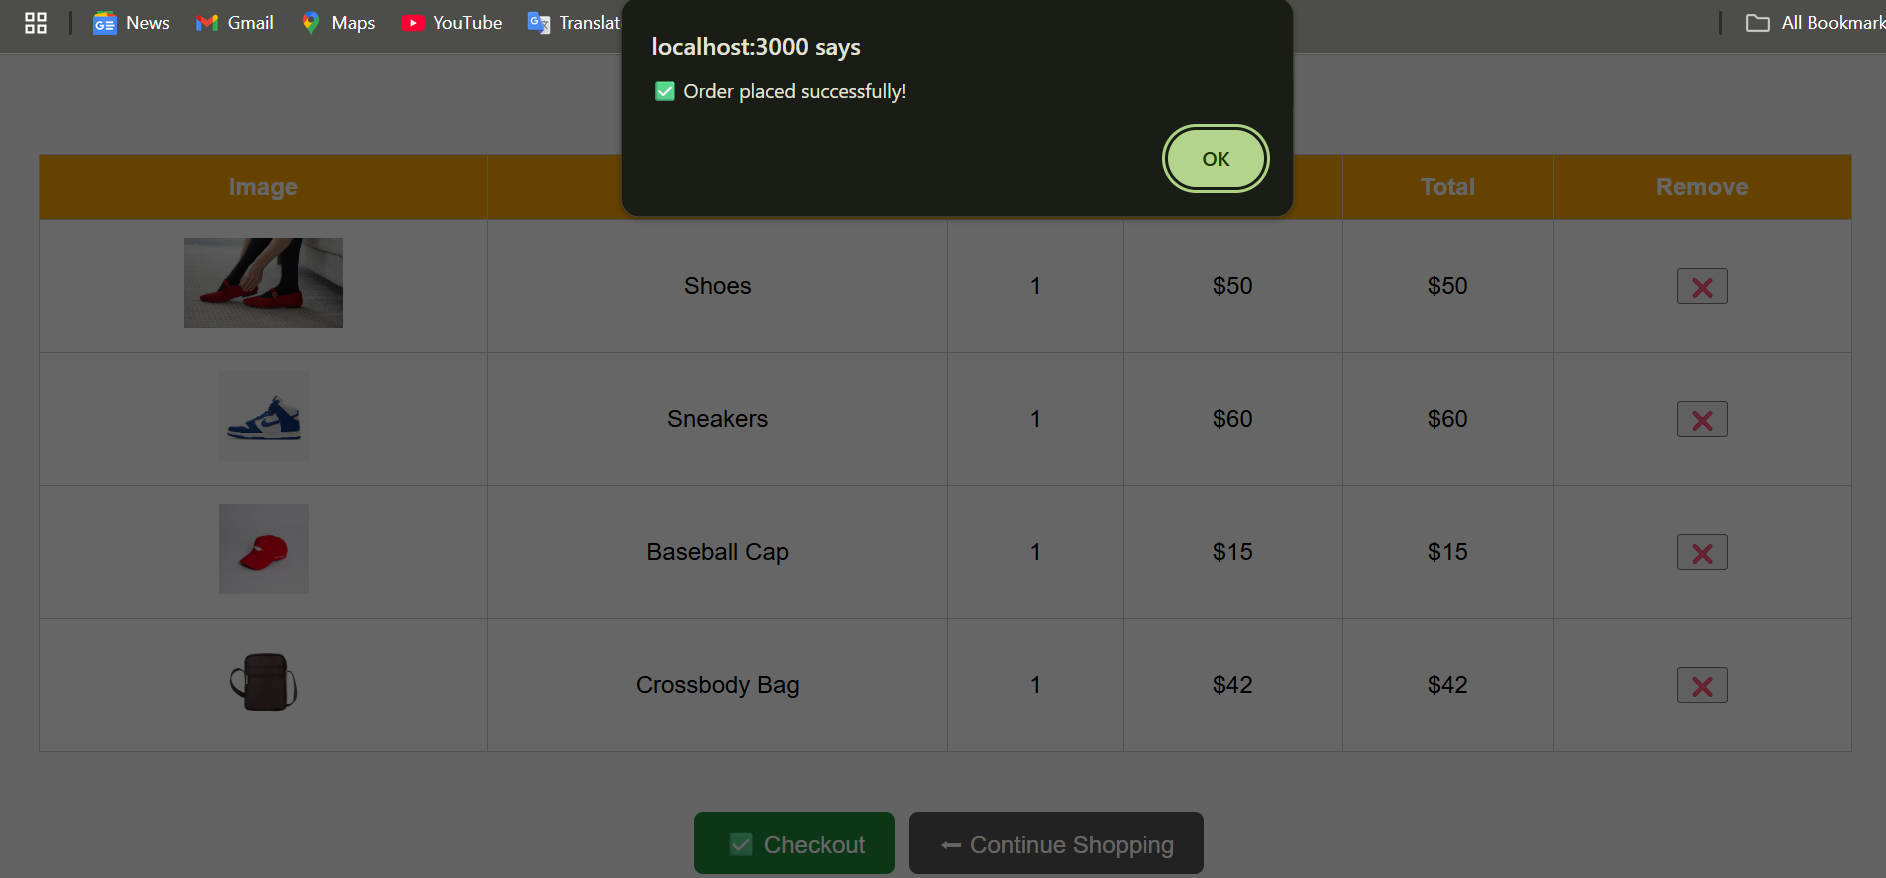 News Gmail Maps YouTube Translat All Bookmark
localhost:3000 says
✅ Order placed successfully!
OK
Image Total Remove
Shoes 1 $50 $50 ❌
Sneakers 1 $60 $60 ❌
Baseball Cap 1 $15 $15 ❌
Crossbody Bag 1 $42 $42 ❌
✅ Checkout ⬅ Continue Shopping